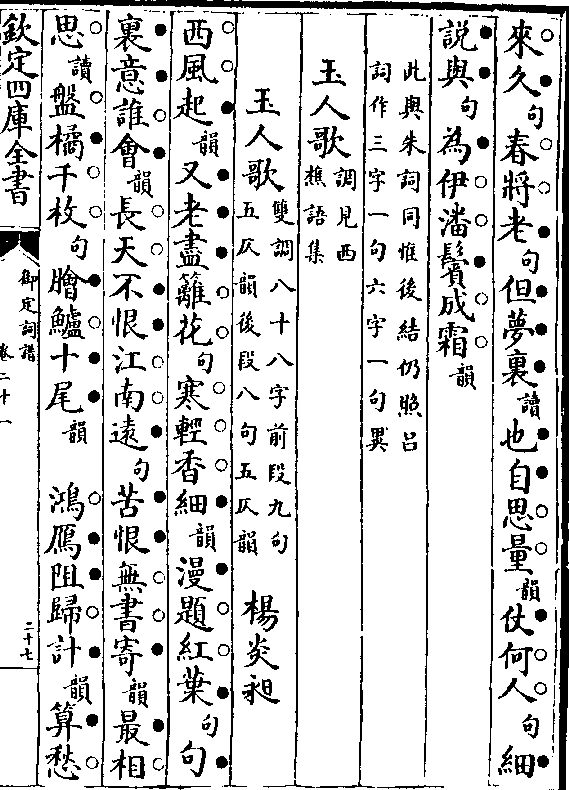 來久句春將老句但夢裏讀也自思量韻仗何人句細
説與句為伊潘鬢成霜韻
此與朱詞同惟後結仍照吕
詞作三字一句六字一句異
玉人歌調見西
樵語集
玉人歌雙調八十八字前段九句
五仄韻後段八句五仄韻 楊炎昶
西風起韻又老盡籬花句寒輕香細韻漫題紅葉句句
裏意誰會韻長天不恨江南遠句苦恨無書寄韻最相
思讀盤橘千枚句膾鱸十尾韻 鴻鴈阻歸計韻算愁
欽定四庫全書
御定詞譜
卷二十一
二十七